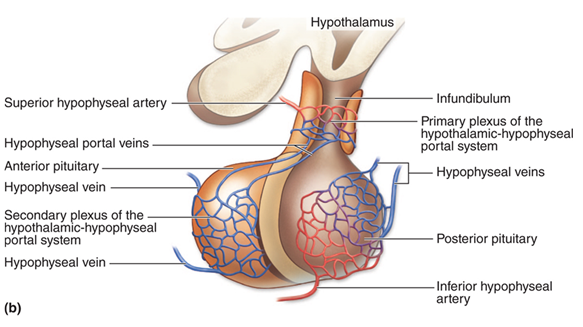 Hypothalamus
Superior hypophyseal artery
Hypophyseal portal veins
Anterior pituitary
Hypophyseal vein
Secondary plexus of the
hypothalamic-hypophyseal
portal system
Hypophyseal vein
Infundibulum
Primary plexus of the
hypothalamic-hypophyseal
portal system
Hypophyseal veins
Posterior pituitary
Inferior hypophyseal
artery
(b)